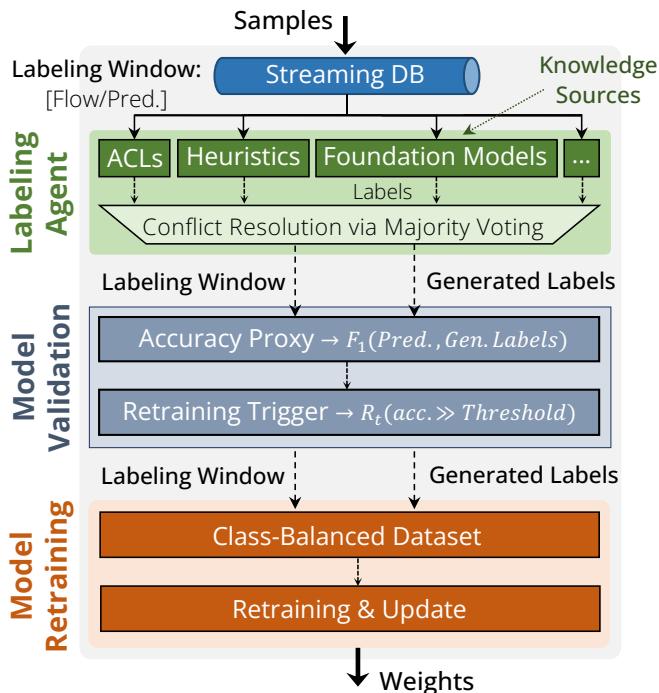 Samples
Labeling Window:
[Flow/Pred.]
Streaming DB
Knowledge
Sources
Labeling
Agent
ACLs
Heuristics
Foundation Models
...
Labels
Conflict Resolution via Majority Voting
Labeling Window
Generated Labels
Model
Validation
Accuracy Proxy → F₁(Pred., Gen. Labels)
Retraining Trigger → Rₜ(acc. ≫ Threshold)
Labeling Window
Generated Labels
Model
Retraining
Class-Balanced Dataset
Retraining & Update
Weights